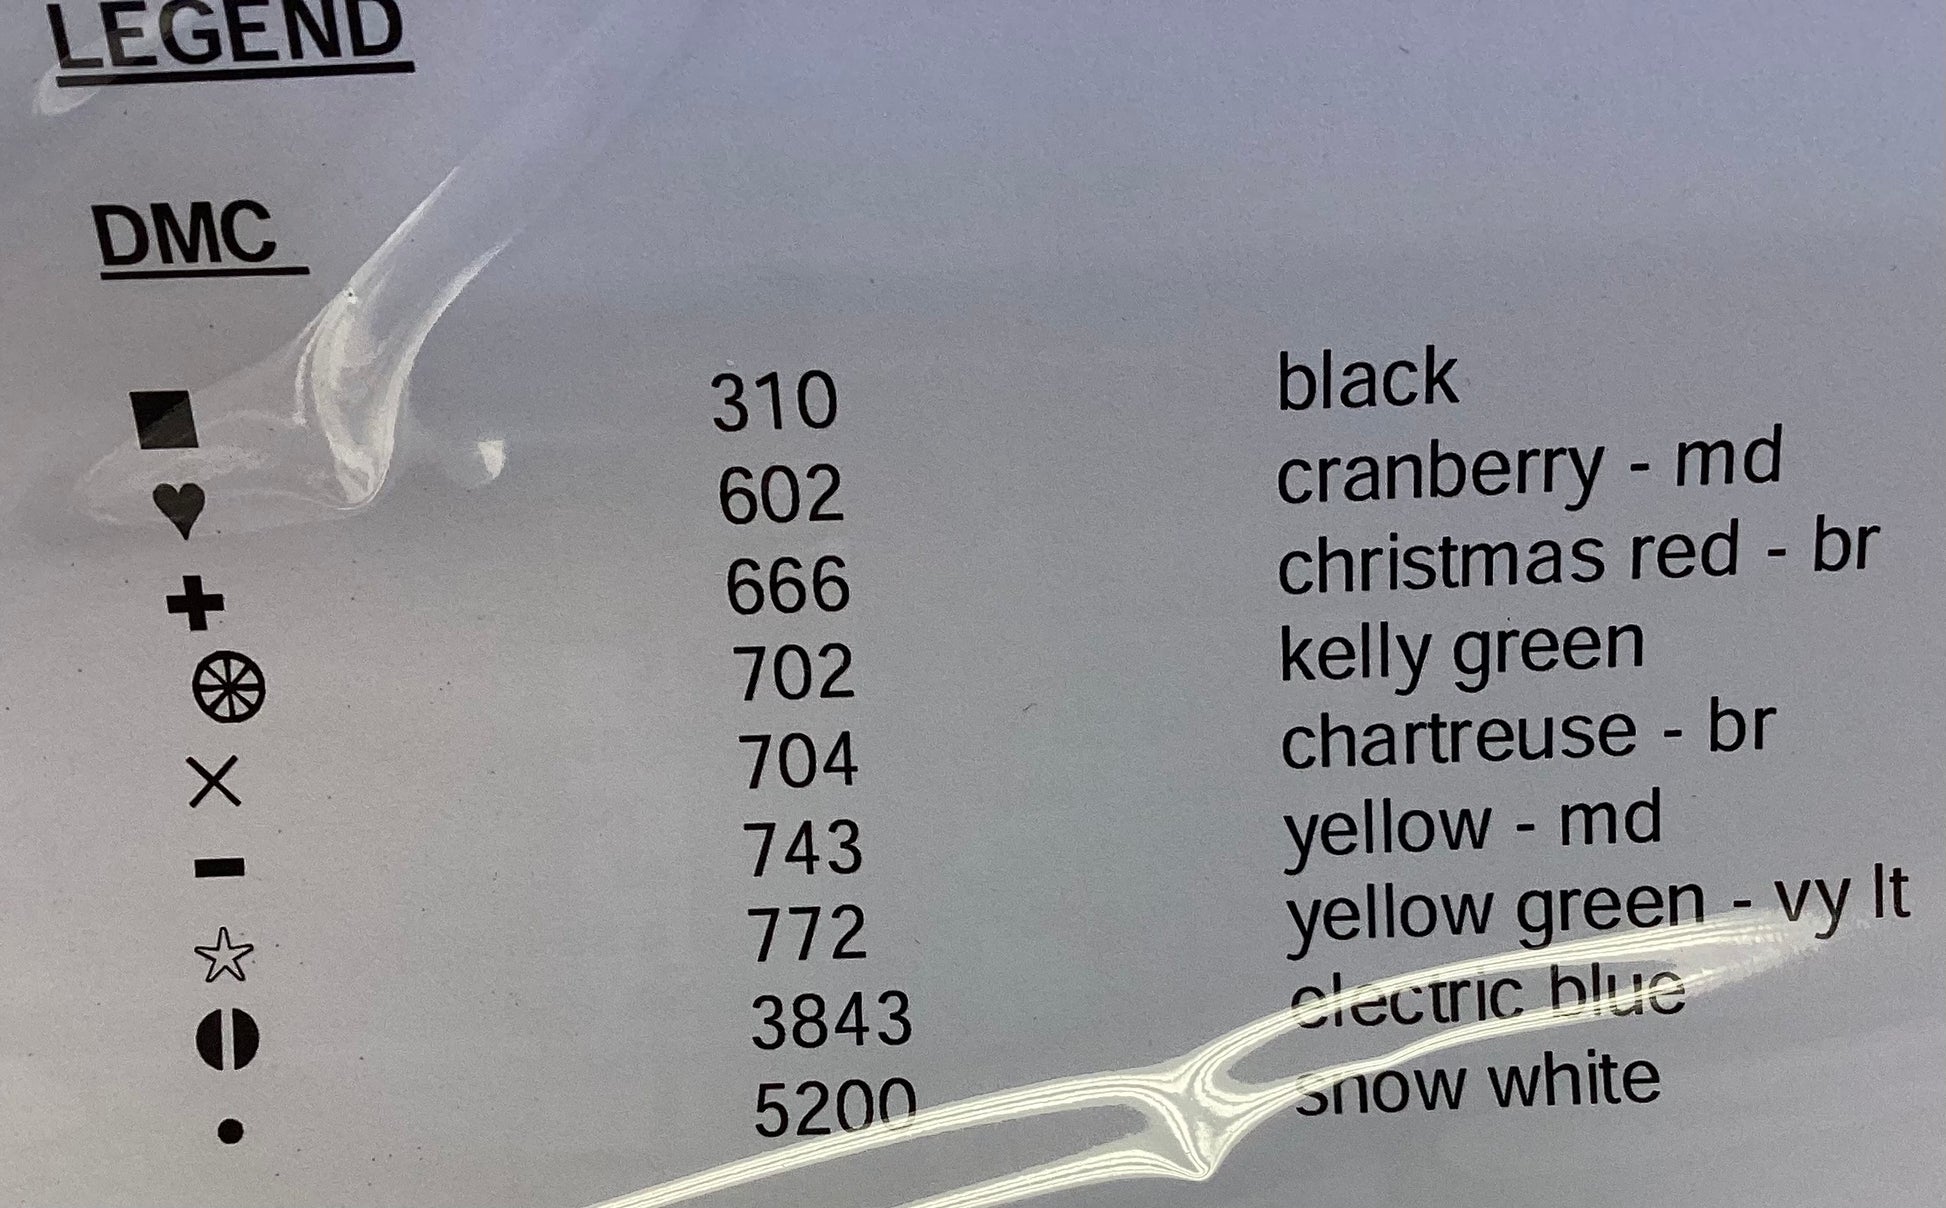 LEGEND
DMC
■ 310 black
♥ 602 cranberry - md
✚ 666 christmas red - br
702 kelly green
× 704 chartreuse - br
- 743 yellow - md
☆ 772 yellow green - vy lt
3843 electric blue
• 5200 snow white